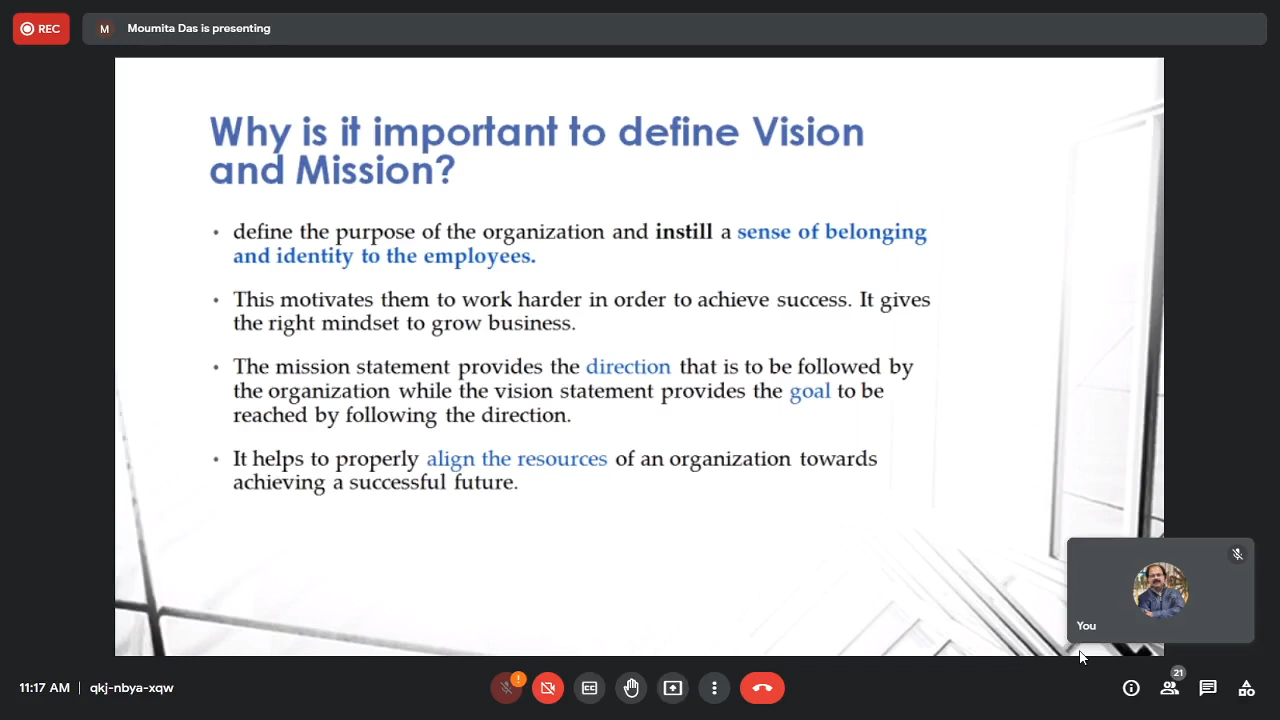 REC
M
Moumita Das is presenting
Why is it important to define Vision
and Mission?
• define the purpose of the organization and instill a sense of belonging
and identity to the employees.
• This motivates them to work harder in order to achieve success. It gives
the right mindset to grow business.
• The mission statement provides the direction that is to be followed by
the organization while the vision statement provides the goal to be
reached by following the direction.
• It helps to properly align the resources of an organization towards
achieving a successful future.
You
11:17 AM | qkj-nbya-xqw
!
CC
21